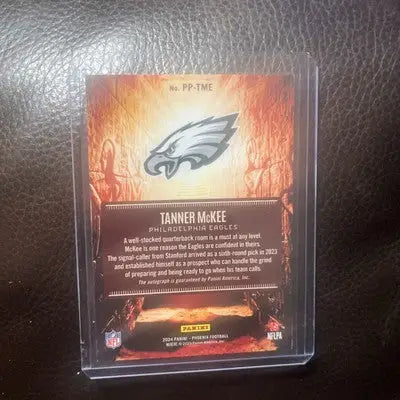 No. PP-TME
TANNER McKEE
PHILADELPHIA EAGLES
A well-stocked quarterback room is a must at any level.
McKee is one reason the Eagles are confident in theirs.
The signal-caller from Stanford arrived as a sixth-round pick in 2023
and established himself as a prospect who can handle the grind
of preparing and being ready to go when his team calls.
The autograph is guaranteed by Panini America, Inc.
PANINI
NFL
NFLPA
2024 PANINI - PHOENIX FOOTBALL